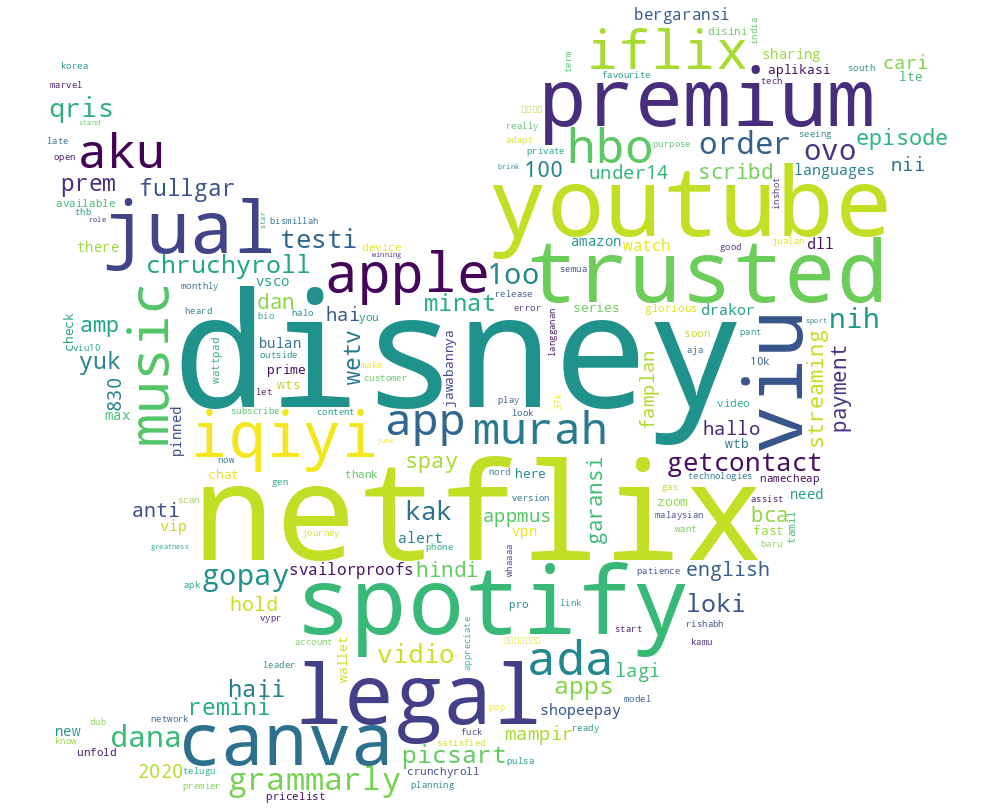 bergaransi
india
disini
iflix
term
sharing
korea
south
cari
aplikasi
favourite
tech
lte
marvel
premium
qris
stand
really
adapt
late
aku
hbo
order
ovo
seeing
episode
open
private
purpose
brink
100
under14
scribd
languages
nii
prem
fullgar
inshot
available
youtube
thb
role
jual
star
bismillah
testi
there
device
winning
amazon
watch
good
jualan
dll
chruchyroll
apple
1oo
semua
trusted
monthly
vsco
music
dan
minat
release
disney
heard
bio
halo
hai
you
error
langganan
series
glorious
drakor
nih
sport
check
amp
viu10
wattpad
bulan
outside
wetv
jawabannya
soon
pant
viu
streaming
payment
yuk
prime
make
aja
10k
let
wts
customer
famplan
830
max
subscribe
content
play
look
37k
video
pinned
iqiyi
june
app
murah
hallo
wtb
now
chat
thank
spay
nord
here
garansi
getcontact
gas
technologies
namecheap
scan
gen
netflix
version
zoom
assist
need
anti
vip
kak
appmus
vpn
malaysian
bca
fast
tamil
journey
alert
phone
want
baru
greatness
whaaaa
gopay
svailorproofs
hindi
patience
english
apk
spotify
hold
pro
link
loki
vypr
start
rishabh
account
wallet
appreciate
kamu
leader
vidio
ada
lagi
haii
legal
apps
model
remini
pop
shopeepay
dub
network
new
canva
fuck
mampir
ready
know
dana
satisfied
unfold
picsart
pulsa
2020
telugu
crunchyroll
premier
grammarly
planning
pricelist